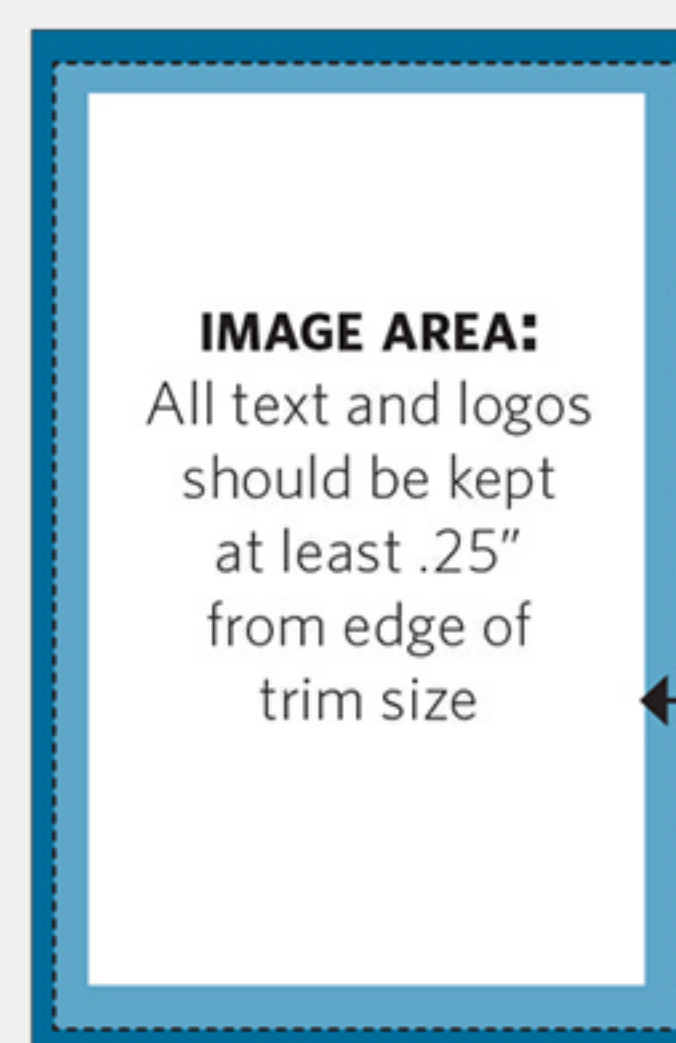 IMAGE AREA:
All text and logos
should be kept
at least .25”
from edge of
trim size